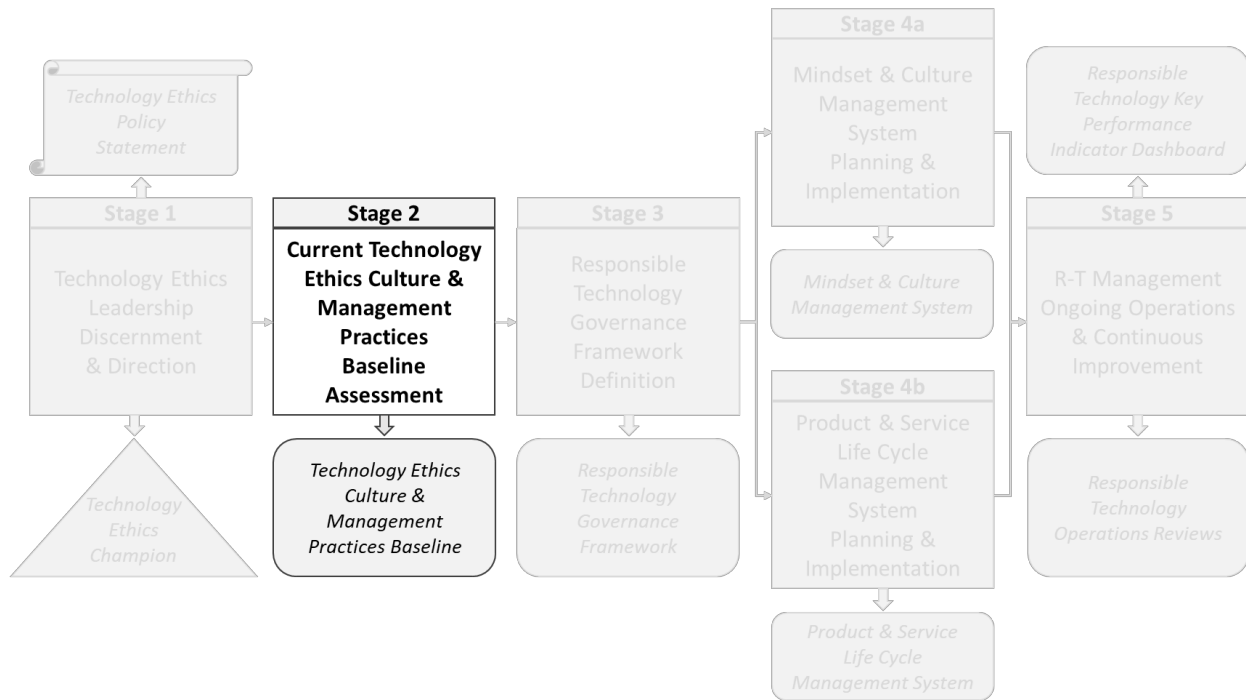 Technology Ethics
Policy
Statement
Stage 1
Technology Ethics
Leadership
Discernment
& Direction
Technology
Ethics
Champion
Stage 2
Current Technology
Ethics Culture &
Management
Practices
Baseline
Assessment
Technology Ethics
Culture &
Management
Practices Baseline
Stage 3
Responsible
Technology
Governance
Framework
Definition
Responsible
Technology
Governance
Framework
Stage 4a
Mindset & Culture
Management
System
Planning &
Implementation
Mindset & Culture
Management System
Stage 4b
Product & Service
Life Cycle
Management
System
Planning &
Implementation
Product & Service
Life Cycle
Management System
Responsible
Technology Key
Performance
Indicator Dashboard
Stage 5
R-T Management
Ongoing Operations
& Continuous
Improvement
Responsible
Technology
Operations Reviews